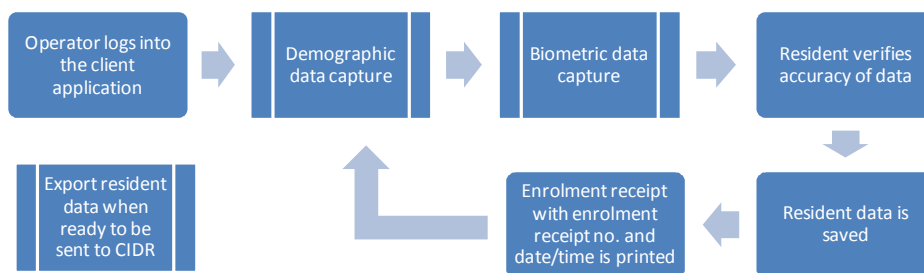 Operator logs into
the client
application
Demographic
data capture
Biometric data
capture
Resident verifies
accuracy of data
Export resident
data when
ready to be
sent to CIDR
Enrolment receipt
with enrolment
receipt no. and
date/time is printed
Resident data is
saved